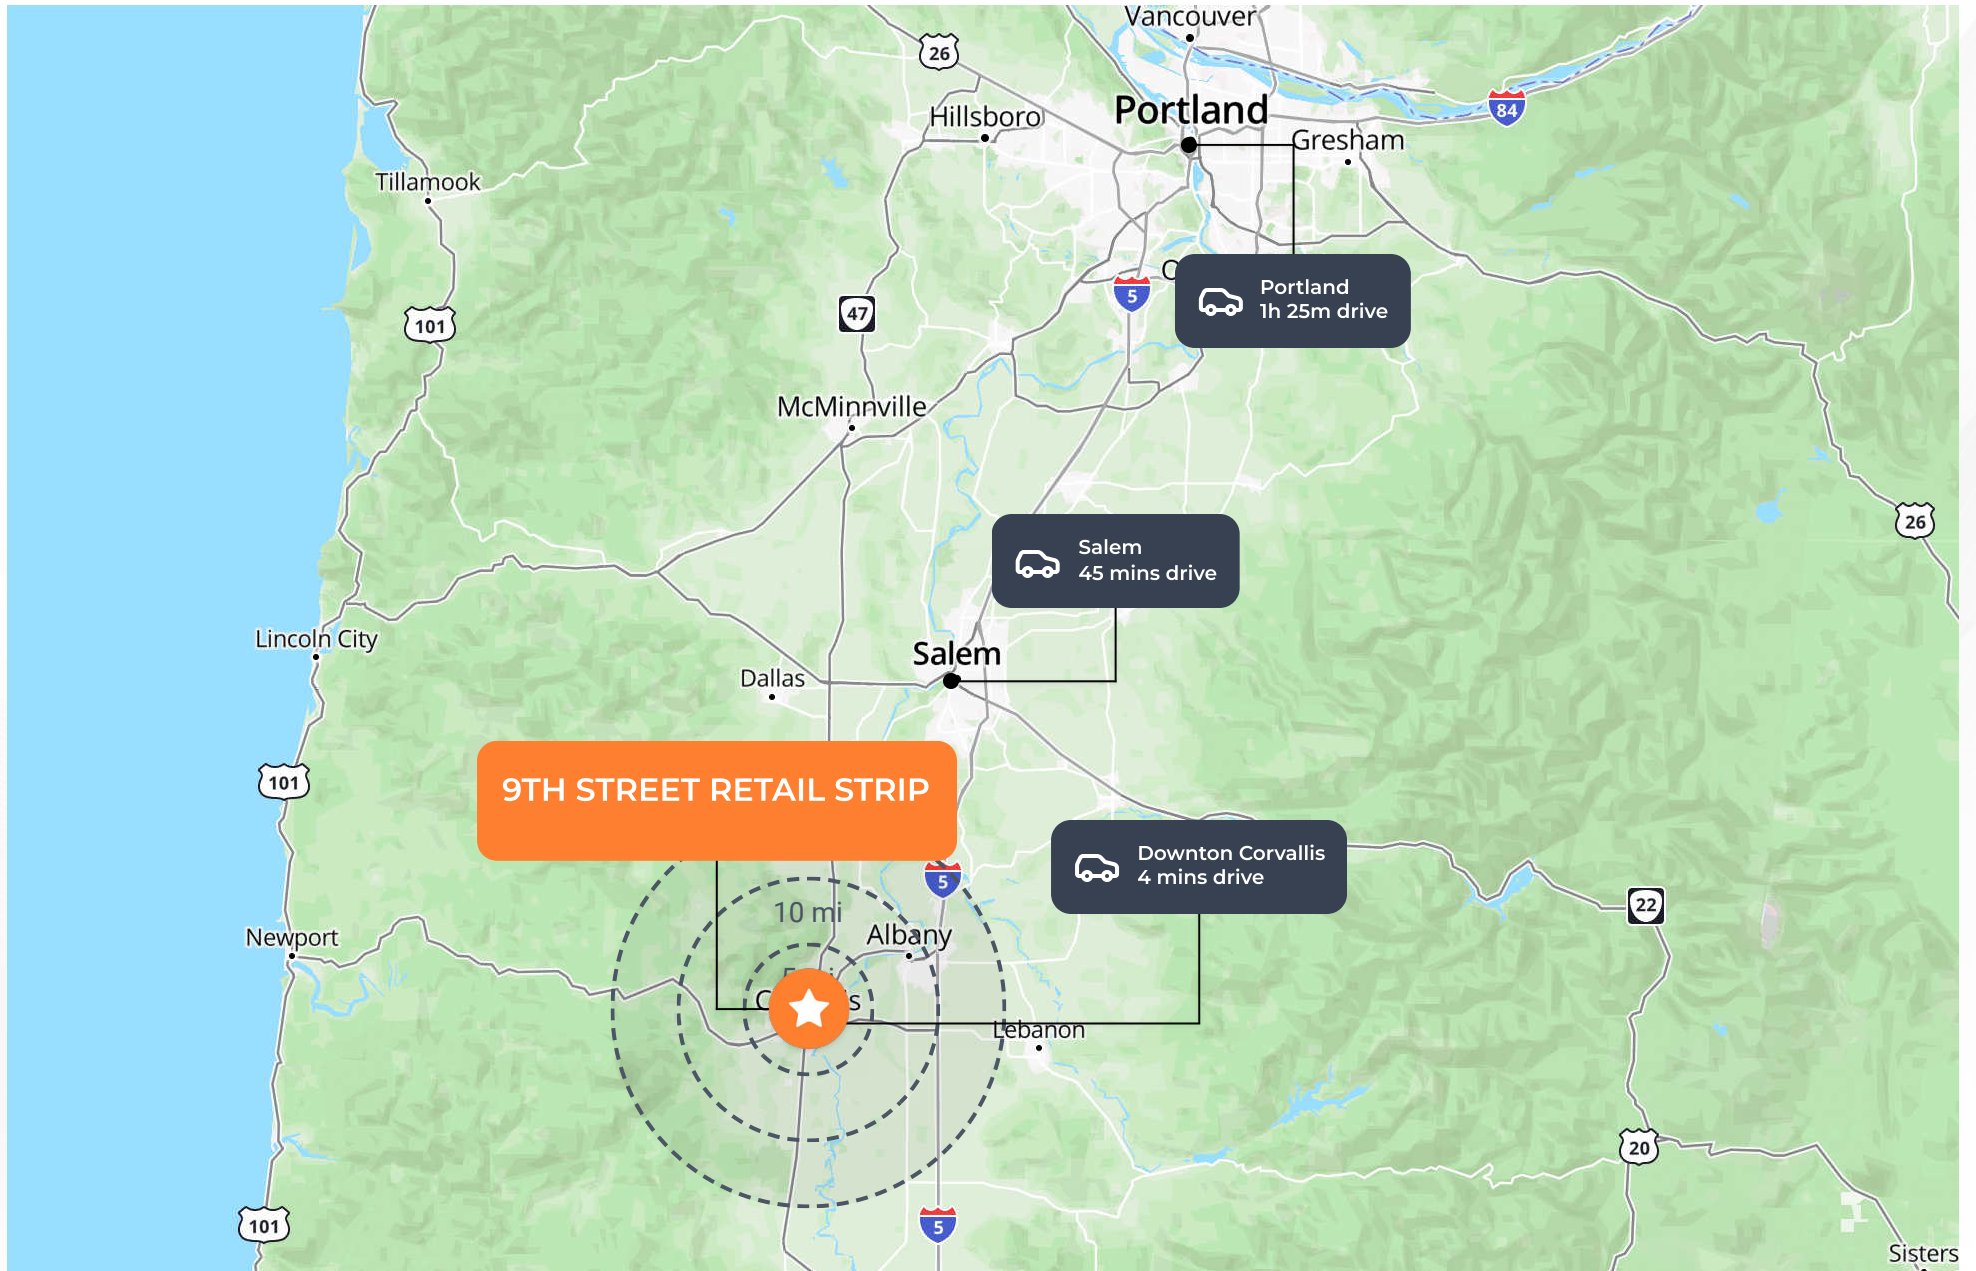 Vancouver
26
Portland
Hillsboro
84
Gresham
Tillamook
5
Portland
1h 25m drive
47
101
McMinnville
26
Salem
45 mins drive
Lincoln City
Salem
Dallas
101
9TH STREET RETAIL STRIP
Downton Corvallis
4 mins drive
5
22
10 mi
Albany
Newport
Lebanon
20
101
5
Sisters